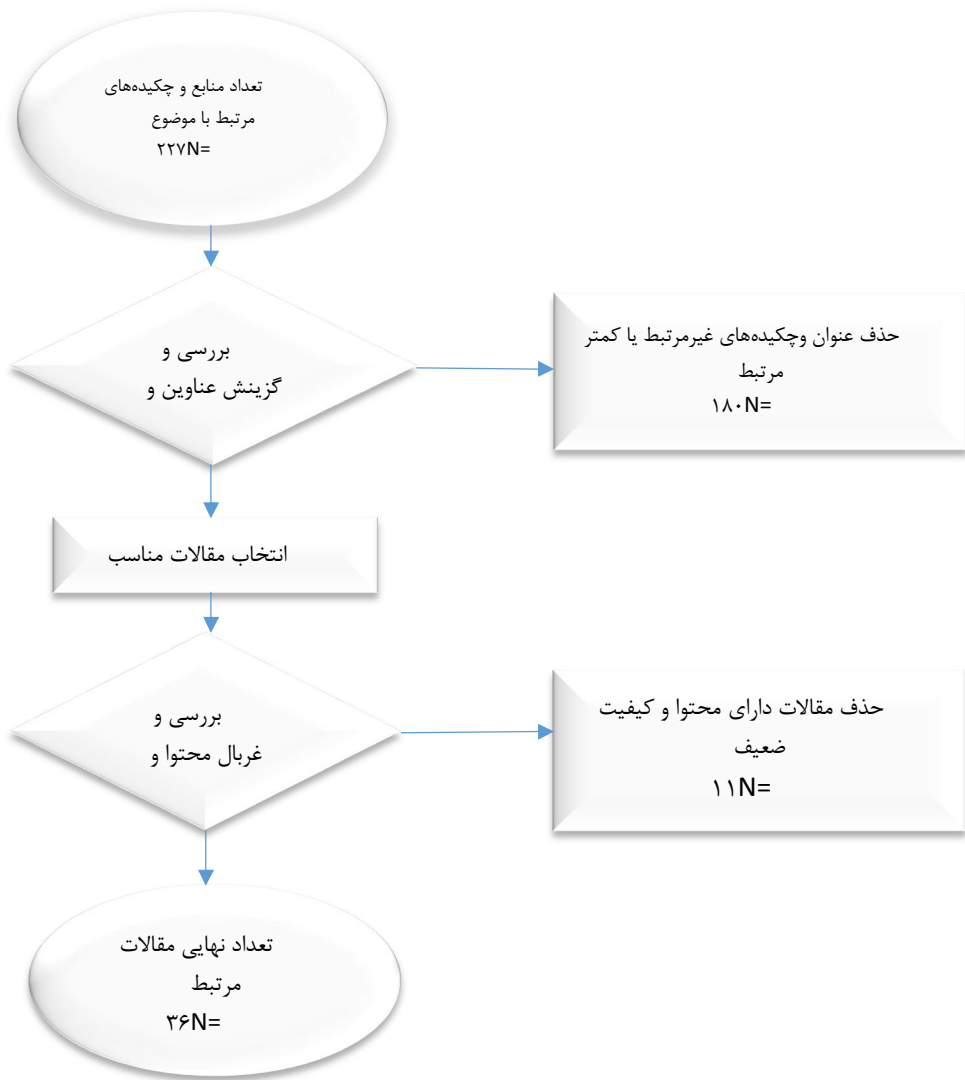 تعداد منابع و چکیده‌های
مرتبط با موضوع
۲۲۷N=
بررسی و
گزینش عناوین و
حذف عنوان وچکیده‌های غیرمرتبط یا کمتر
مرتبط
۱۸۰N=
انتخاب مقالات مناسب
بررسی و
غربال محتوا و
حذف مقالات دارای محتوا و کیفیت
ضعیف
۱۱N=
تعداد نهایی مقالات
مرتبط
۳۶N=